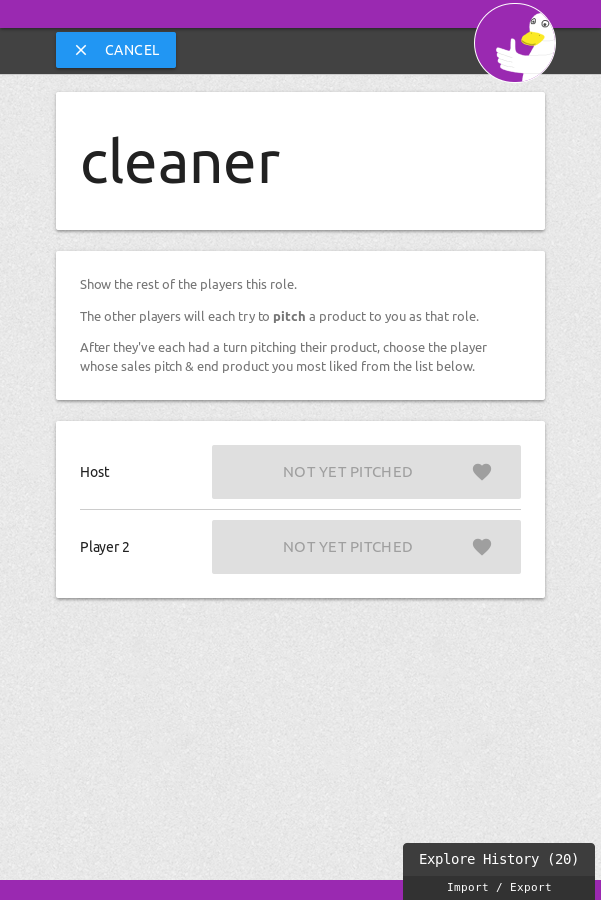 CANCEL
cleaner
Show the rest of the players this role.
The other players will each try to pitch a product to you as that role.
After they've each had a turn pitching their product, choose the player
whose sales pitch & end product you most liked from the list below.
Host
NOT YET PITCHED
Player 2
NOT YET PITCHED
Explore History (20)
Import / Export